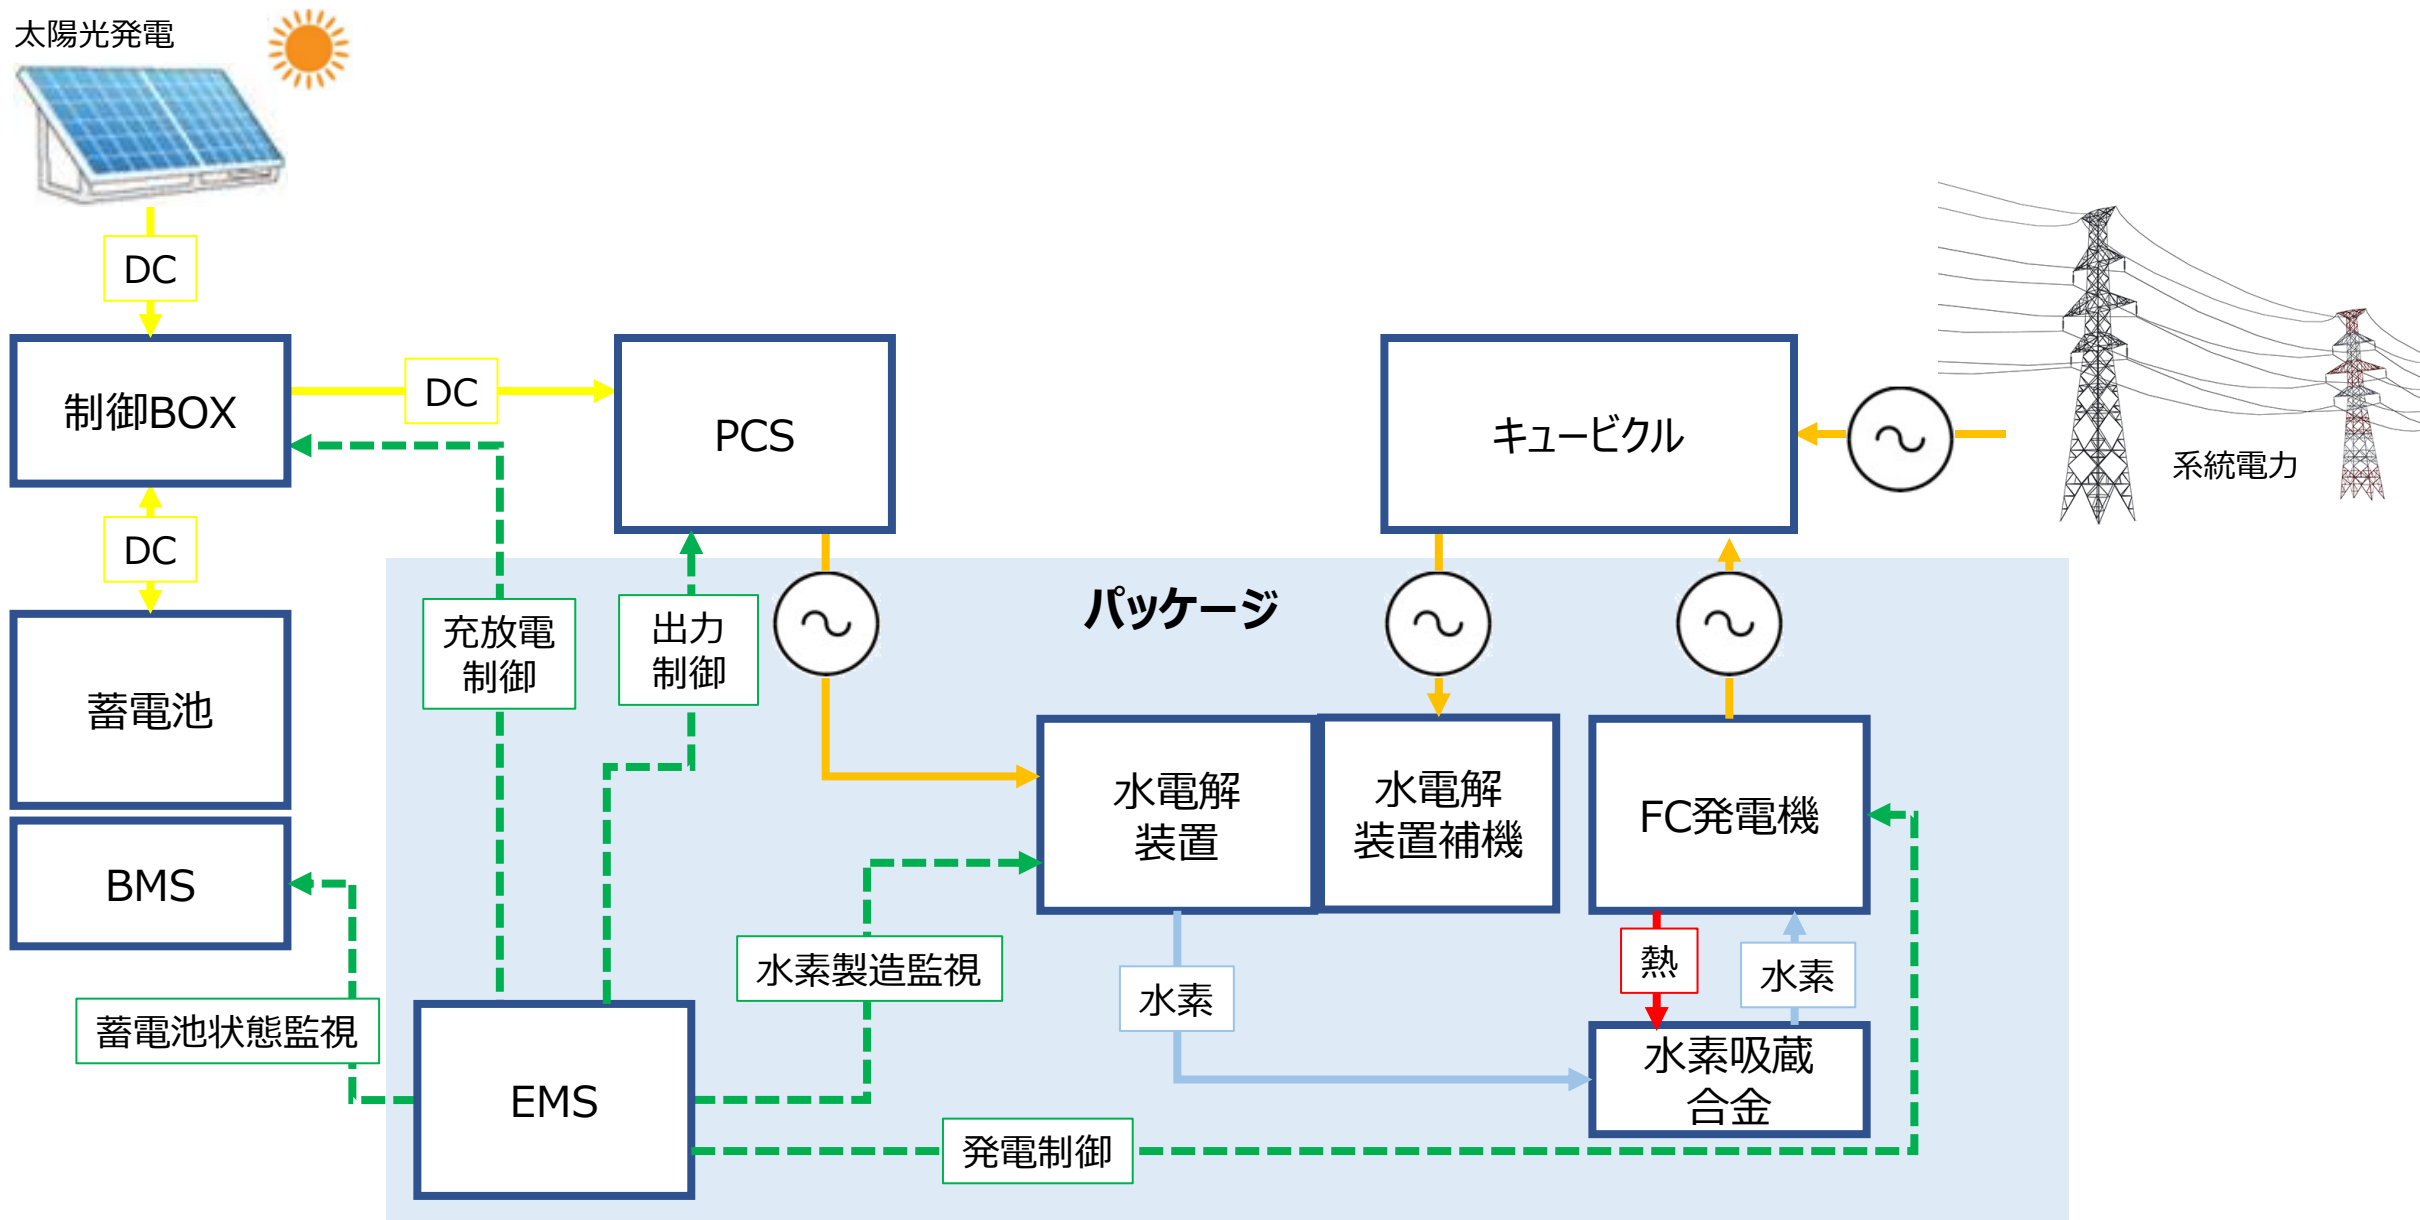 太陽光発電
DC
制御BOX
DC
PCS
キュービクル
系統電力
DC
パッケージ
充放電
制御
出力
制御
蓄電池
水電解
装置
水電解
装置補機
FC発電機
BMS
水素製造監視
水素
熱
水素
蓄電池状態監視
EMS
水素吸蔵
合金
発電制御